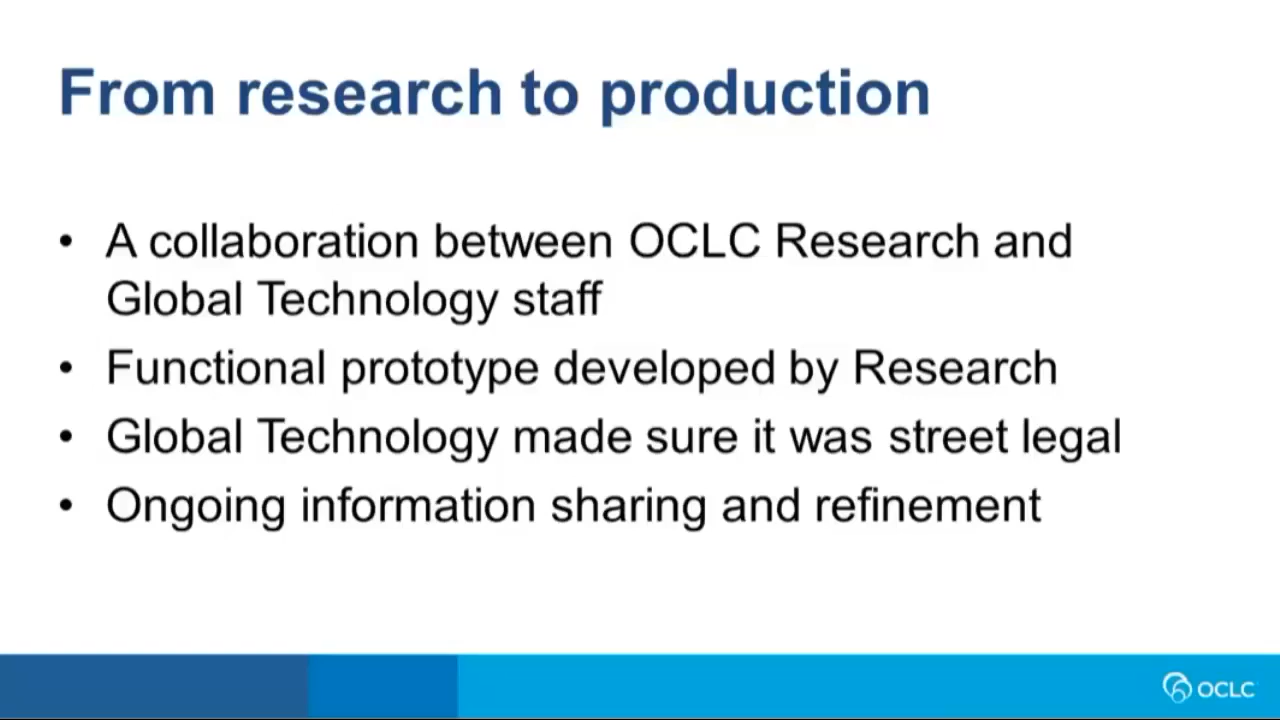 From research to production
• A collaboration between OCLC Research and
Global Technology staff
• Functional prototype developed by Research
• Global Technology made sure it was street legal
• Ongoing information sharing and refinement
OCLC